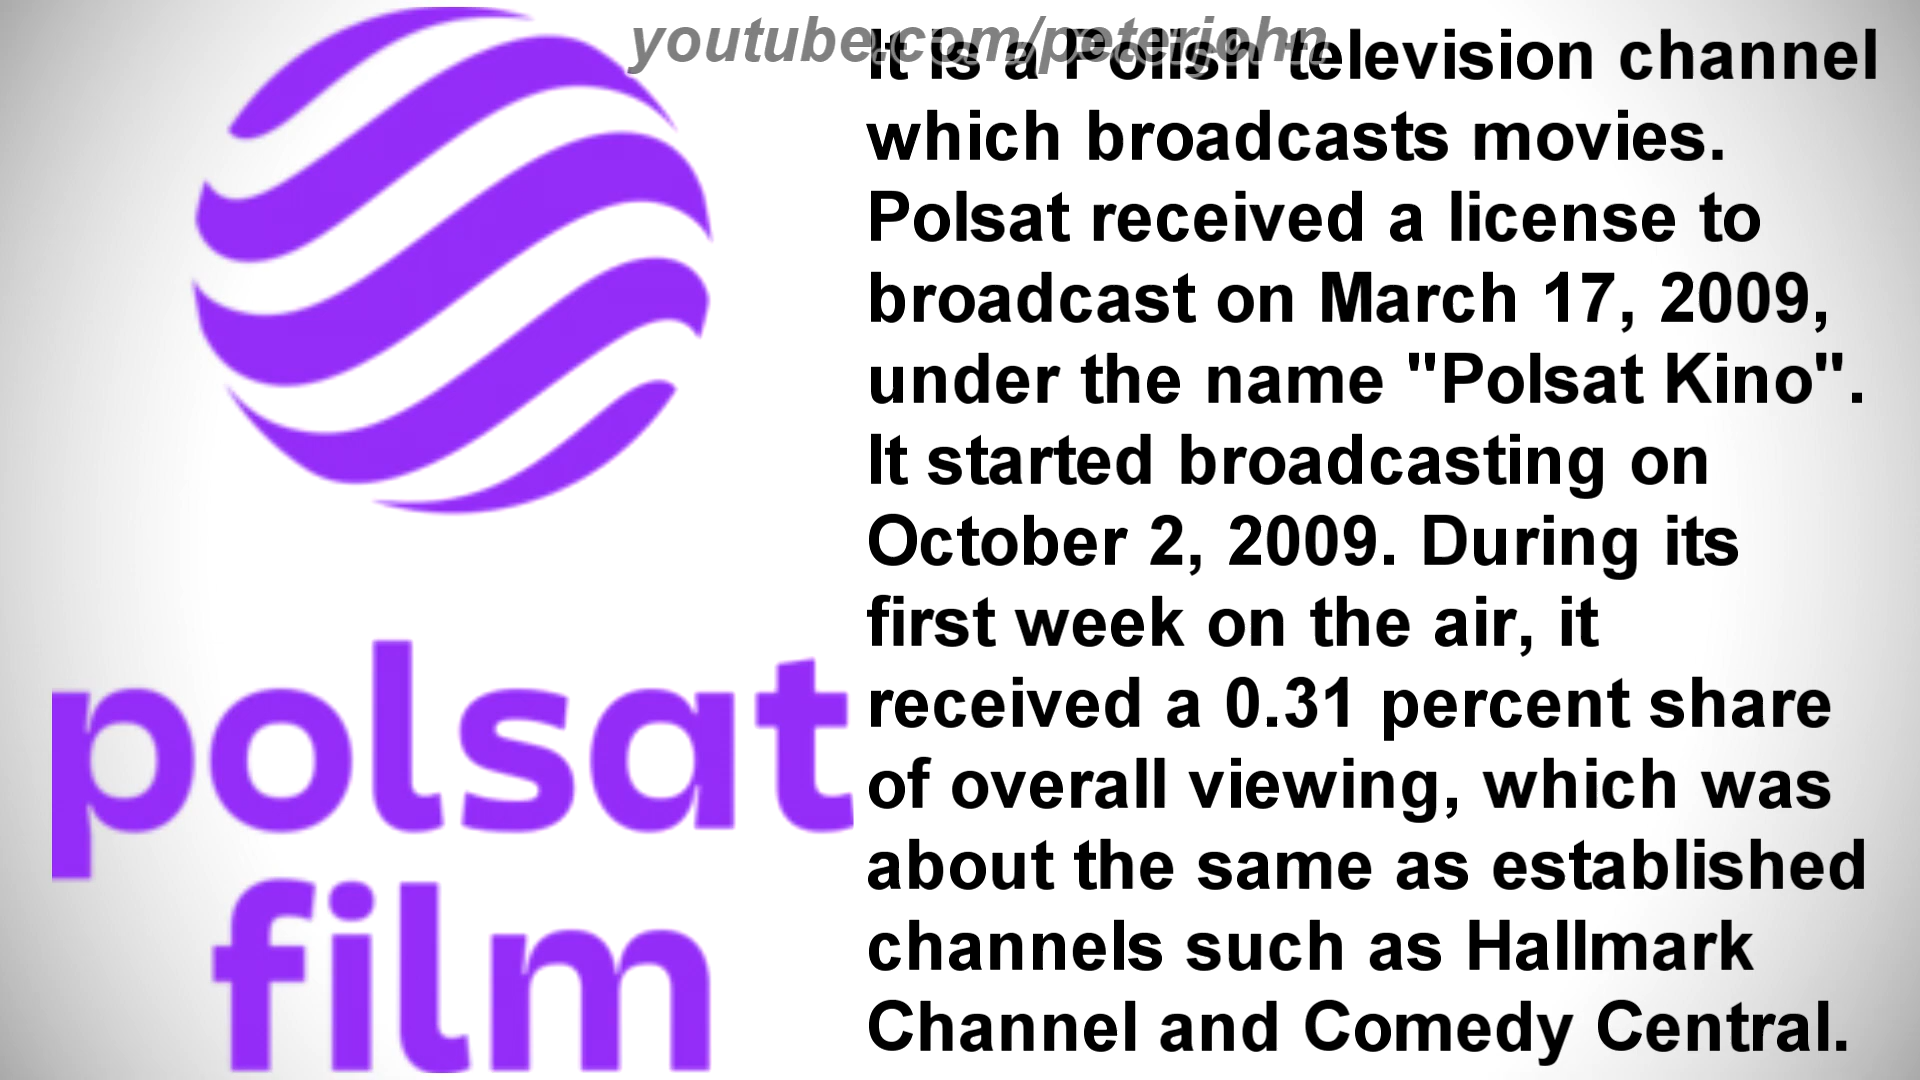 youtube.com/peterjohn
It is a Polish television channel
which broadcasts movies.
Polsat received a license to
broadcast on March 17, 2009,
under the name "Polsat Kino".
It started broadcasting on
October 2, 2009. During its
first week on the air, it
received a 0.31 percent share
of overall viewing, which was
about the same as established
channels such as Hallmark
Channel and Comedy Central.
polsat
film